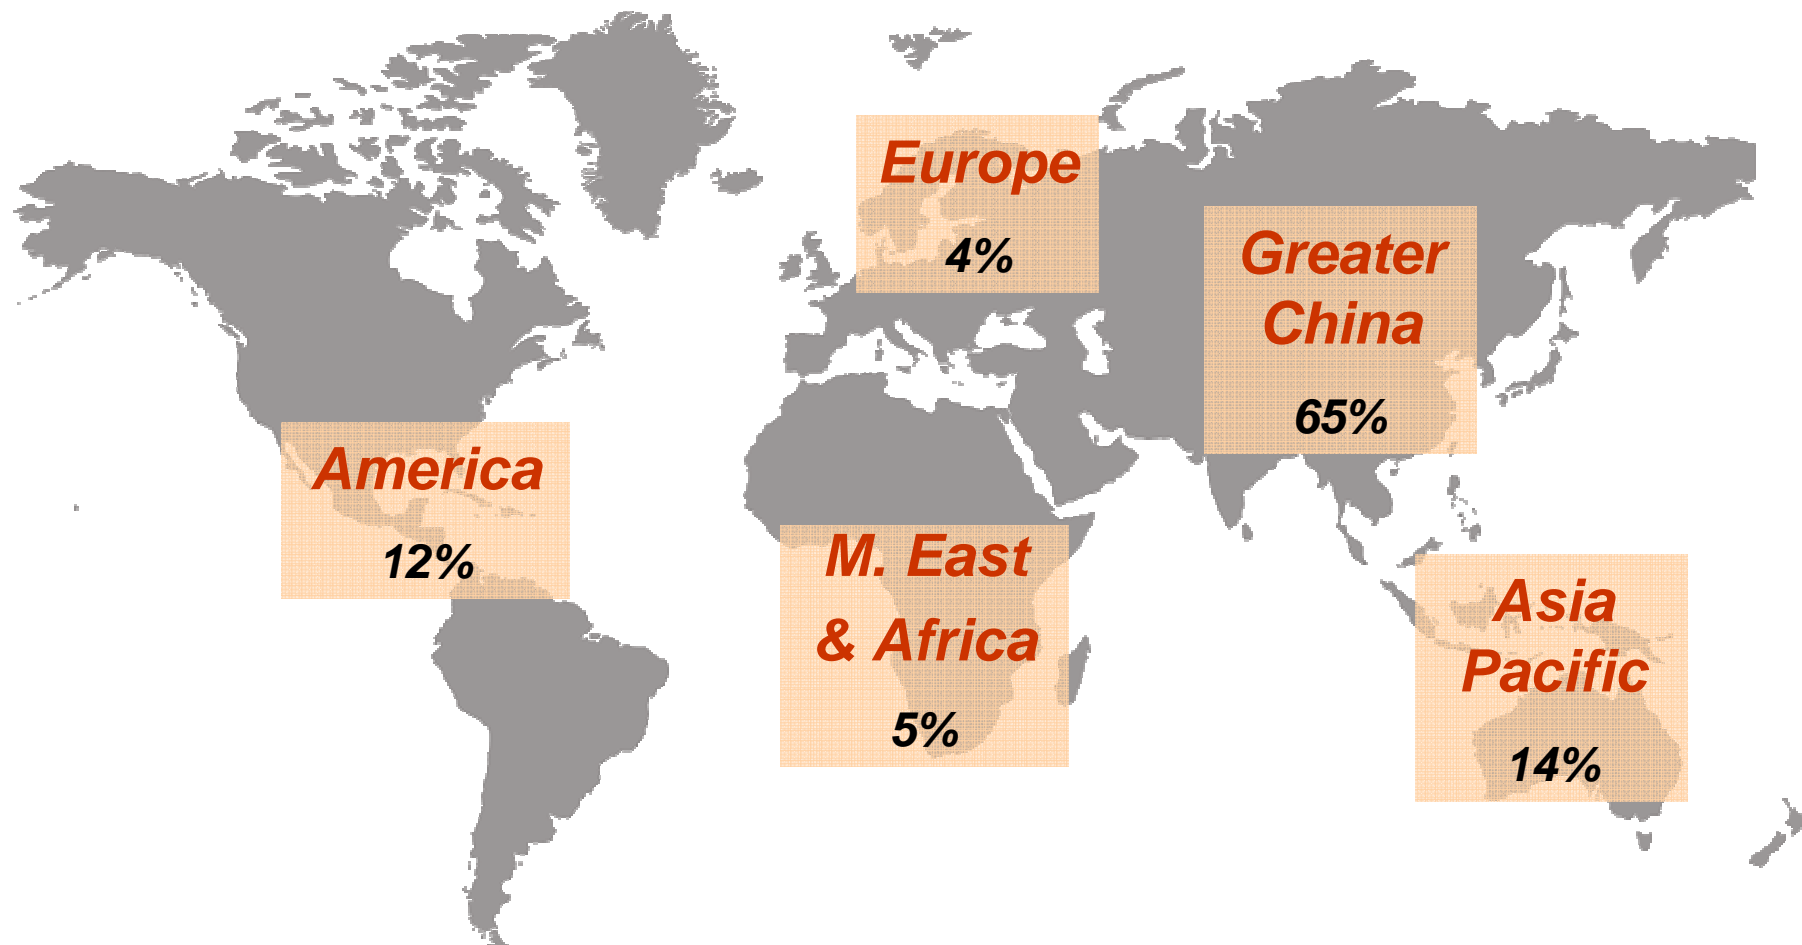 Europe
4%
Greater
China
65%
America
12%
M. East
& Africa
5%
Asia
Pacific
14%